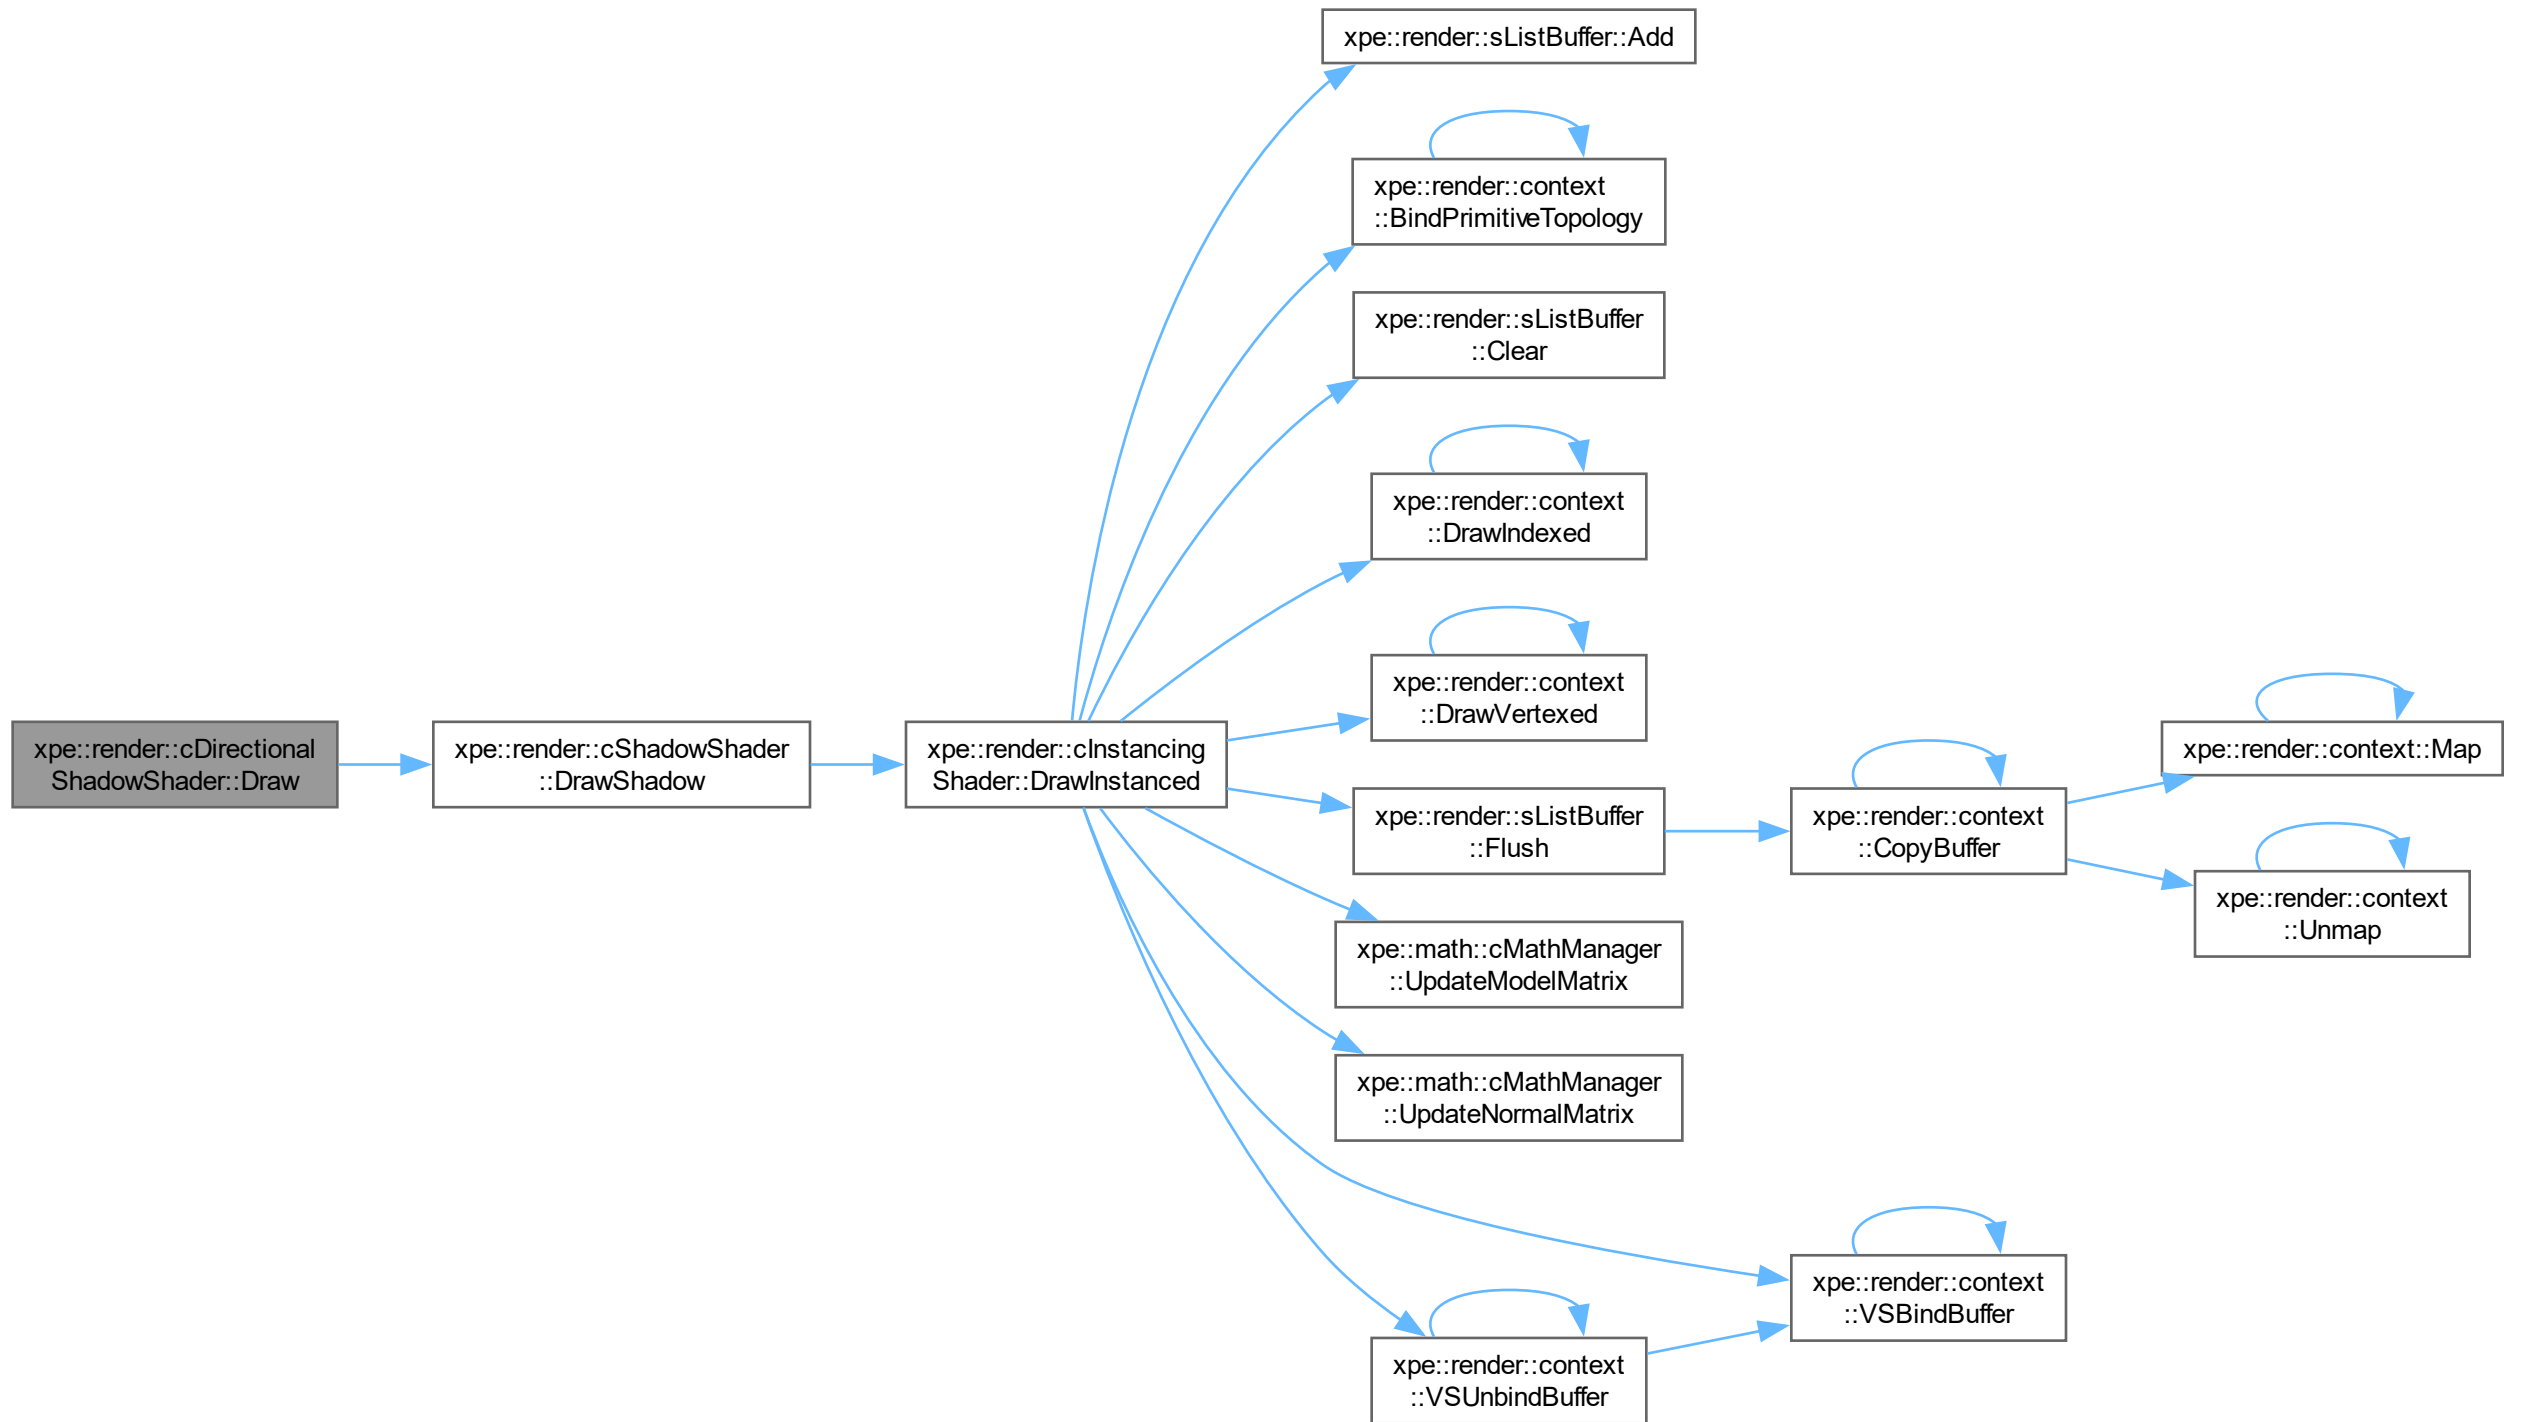 xpe::render::sListBuffer::Add
xpe::render::context
::BindPrimitiveTopology
xpe::render::sListBuffer
::Clear
xpe::render::context
::DrawIndexed
xpe::render::context
::DrawVertexed
xpe::render::cDirectional
ShadowShader::Draw
xpe::render::cShadowShader
::DrawShadow
xpe::render::cInstancing
Shader::DrawInstanced
xpe::render::context::Map
xpe::render::sListBuffer
::Flush
xpe::render::context
::CopyBuffer
xpe::render::context
::Unmap
xpe::math::cMathManager
::UpdateModelMatrix
xpe::math::cMathManager
::UpdateNormalMatrix
xpe::render::context
::VSBindBuffer
xpe::render::context
::VSUnbindBuffer